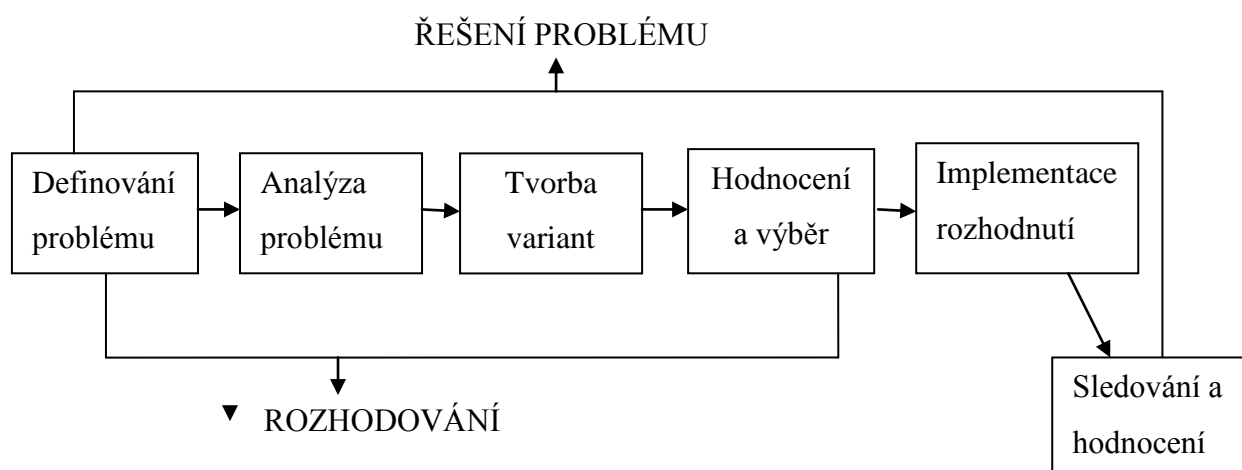 ŘEŠENÍ PROBLÉMU
Definování
problému
Analýza
problému
Tvorba
variant
Hodnocení
a výběr
Implementace
rozhodnutí
Sledování a
hodnocení
ROZHODOVÁNÍ